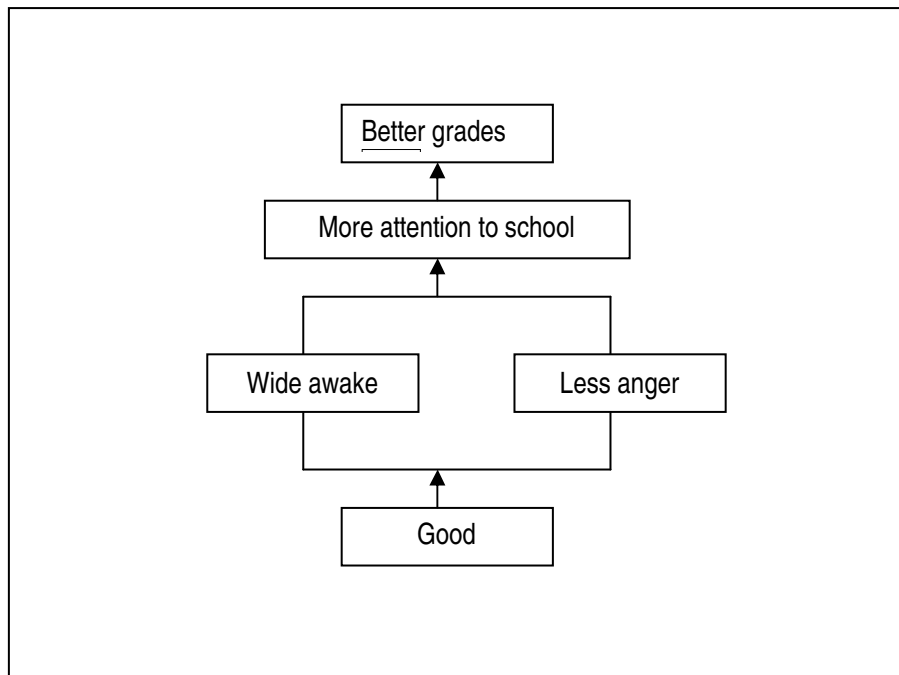 Better grades
More attention to school
Wide awake
Less anger
Good